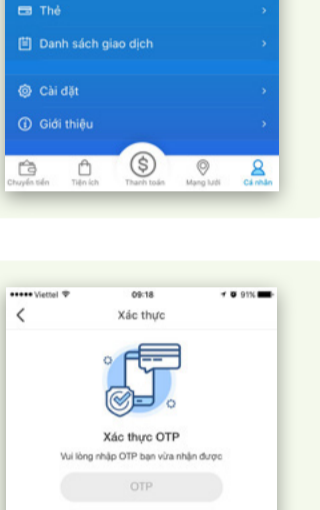 Thẻ
Danh sách giao dịch
Cài đặt
Giới thiệu
Chuyển tiền Tiện ích Thanh toán Mạng lưới Cá nhân
Viettel 09:18 91%
Xác thực
Xác thực OTP
Vui lòng nhập OTP bạn vừa nhận được
OTP